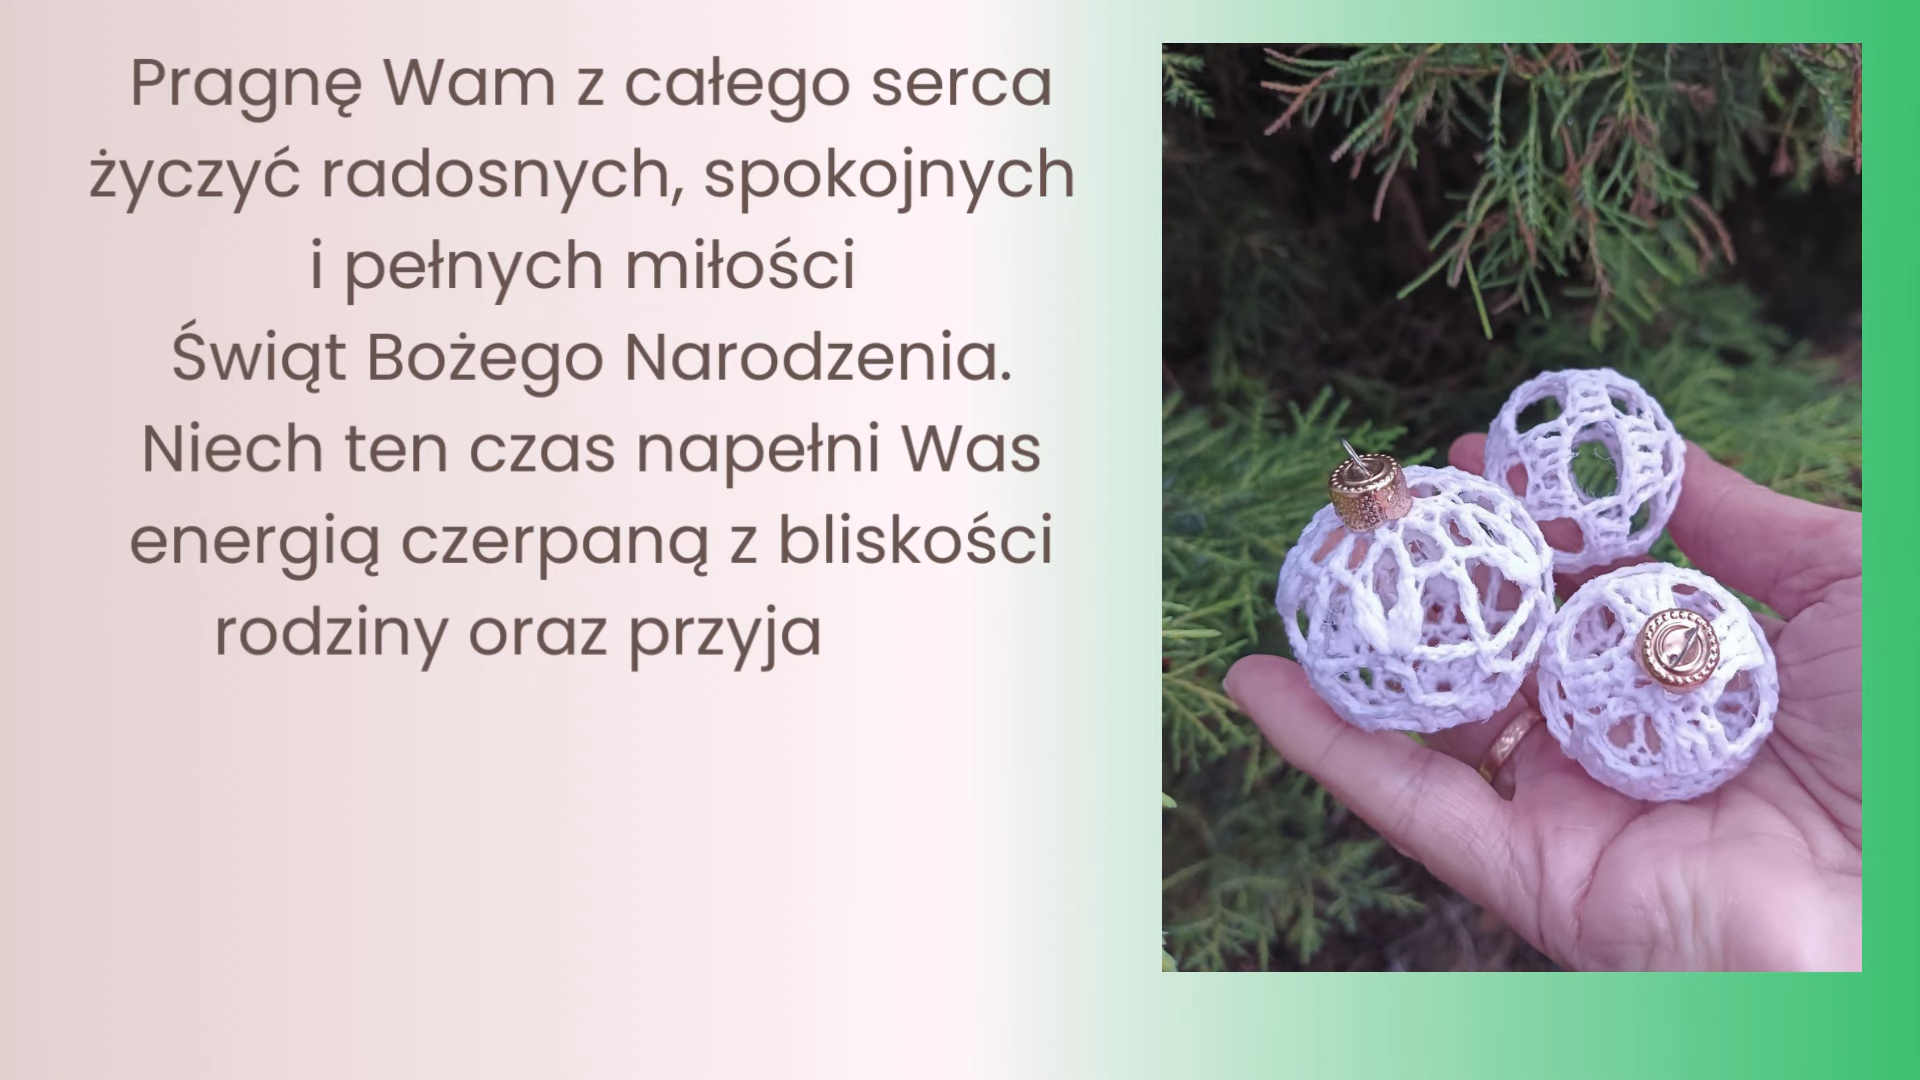 Pragnę Wam z całego serca
życzyć radosnych, spokojnych
i pełnych miłości
Świąt Bożego Narodzenia.
Niech ten czas napełni Was
energią czerpaną z bliskości
rodziny oraz przyja